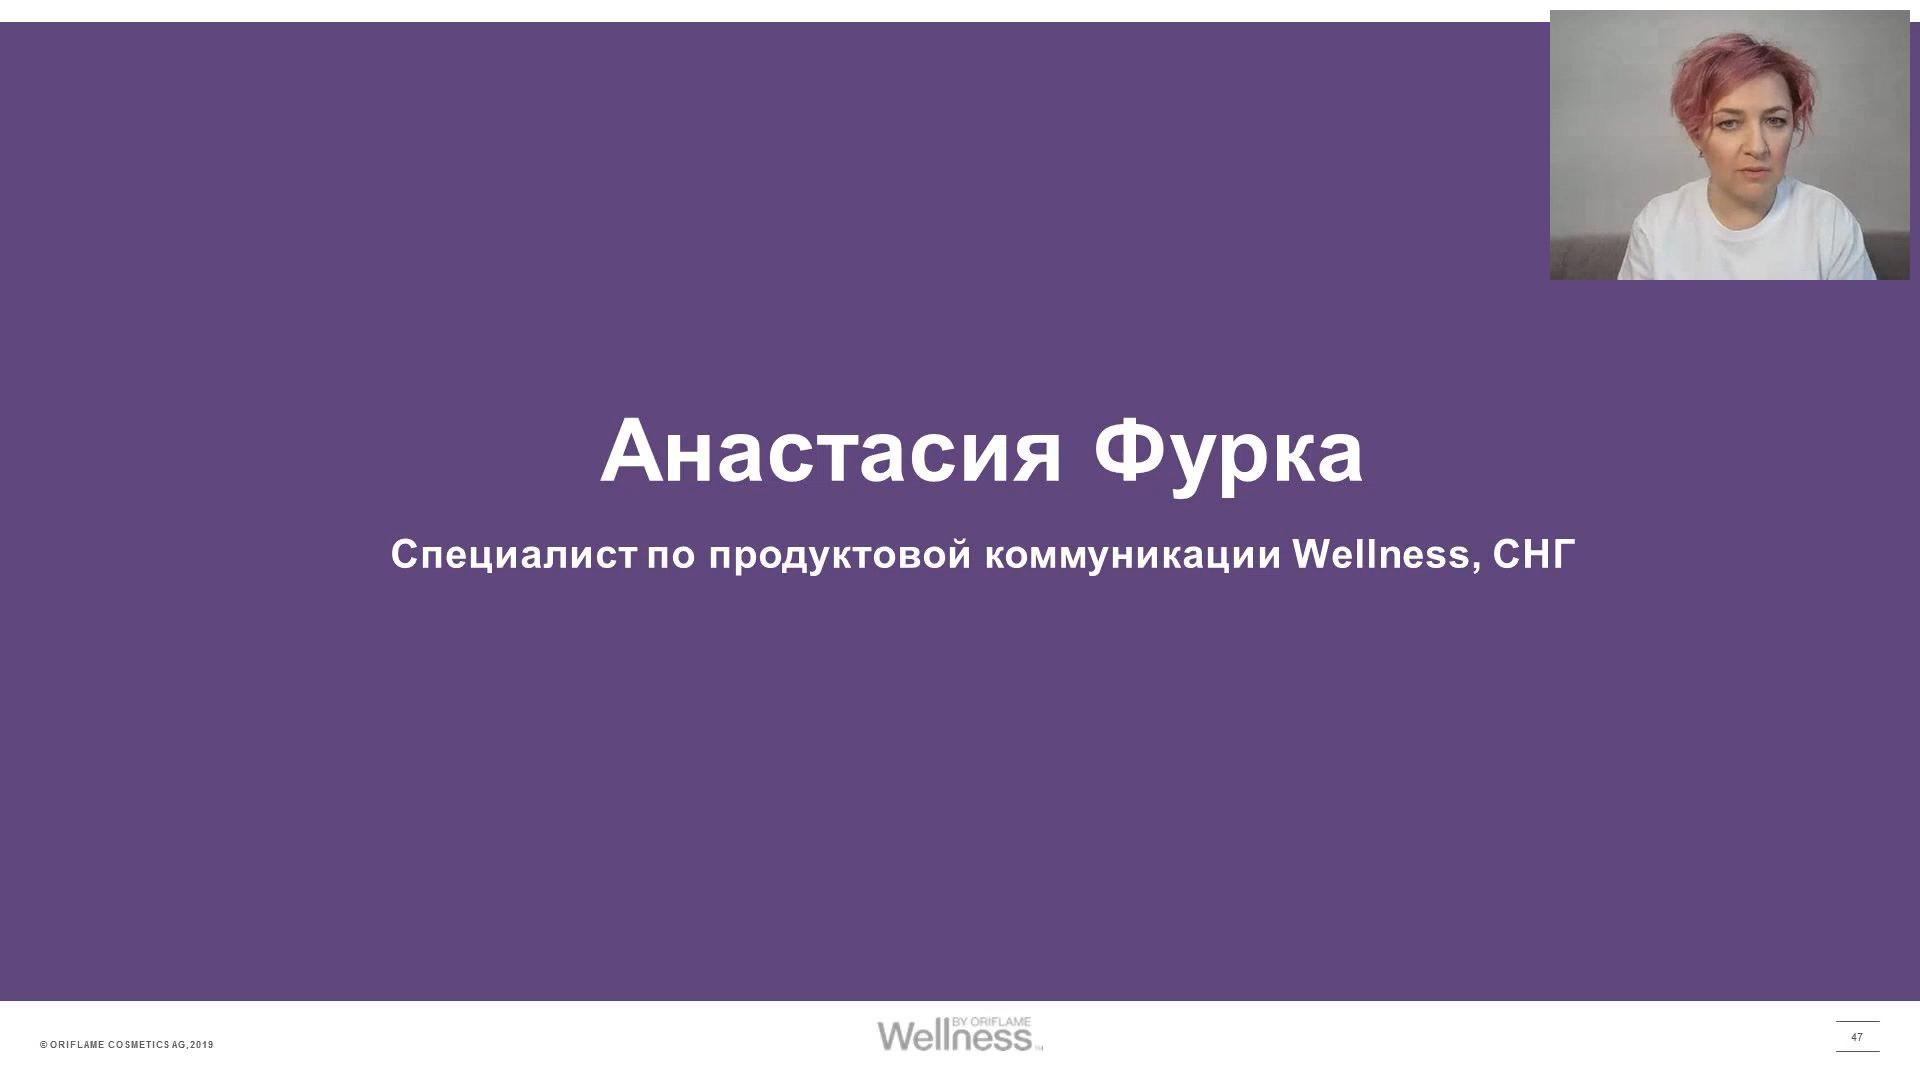 Анастасия Фурка
Специалист по продуктовой коммуникации Wellness, СНГ
© ORIFLAME COSMETICS AG, 2019
Wellness BY ORIFLAME
47